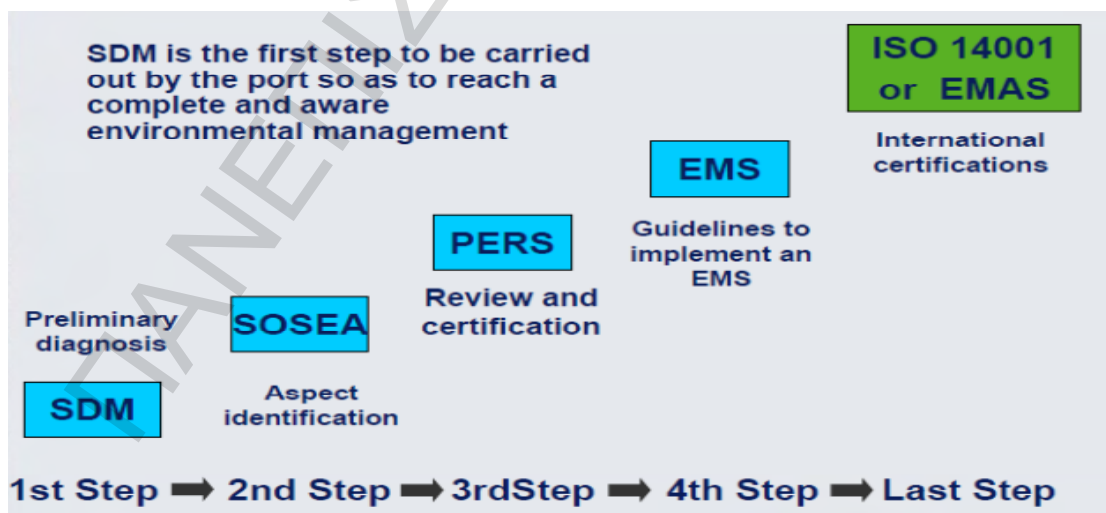 SDM is the first step to be carried
out by the port so as to reach a
complete and aware
environmental management
ISO 14001
or EMAS
International
certifications
EMS
Guidelines to
implement an
EMS
PERS
Review and
certification
SOSEA
Aspect
identification
Preliminary
diagnosis
SDM
1st Step ➡ 2nd Step ➡ 3rdStep ➡ 4th Step ➡ Last Step
ΠΑΝΕΠΙΣ